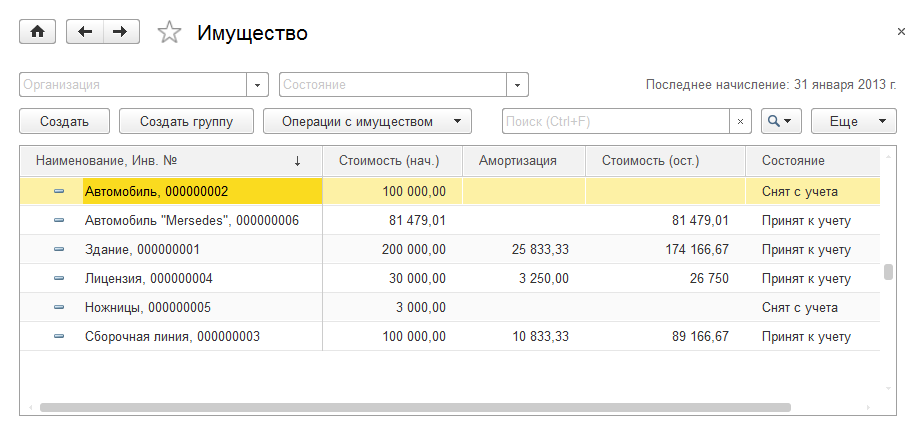 Имущество
Организация Состояние Последнее начисление: 31 января 2013 г.
Создать Создать группу Операции с имуществом Поиск (Ctrl+F) Еще
Наименование, Инв. № Стоимость (нач.) Амортизация Стоимость (ост.) Состояние
Автомобиль, 000000002 100 000,00 Снят с учета
Автомобиль "Mersedes", 000000006 81 479,01 81 479,01 Принят к учету
Здание, 000000001 200 000,00 25 833,33 174 166,67 Принят к учету
Лицензия, 000000004 30 000,00 3 250,00 26 750 Принят к учету
Ножницы, 000000005 3 000,00 Снят с учета
Сборочная линия, 000000003 100 000,00 10 833,33 89 166,67 Принят к учету